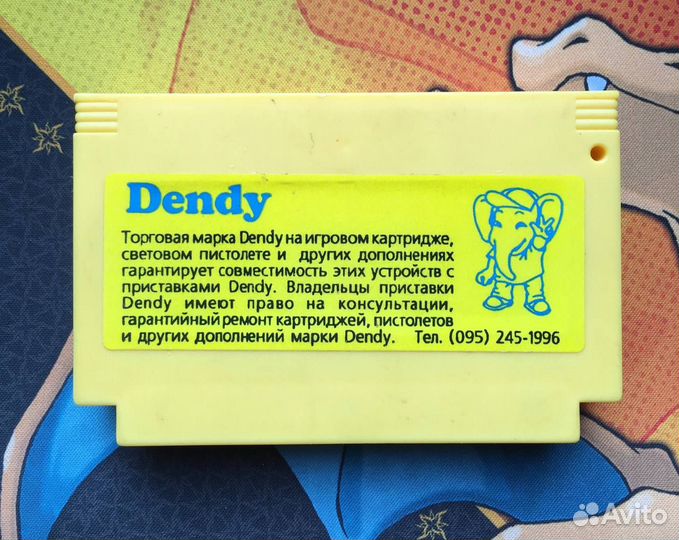 Dendy
Торговая марка Dendy на игровом картридже,
световом пистолете и других дополнениях
гарантирует совместимость этих устройств с
приставками Dendy. Владельцы приставки
Dendy имеют право на консультации,
гарантийный ремонт картриджей, пистолетов
и других дополнений марки Dendy. Тел. (095) 245-1996
Avito